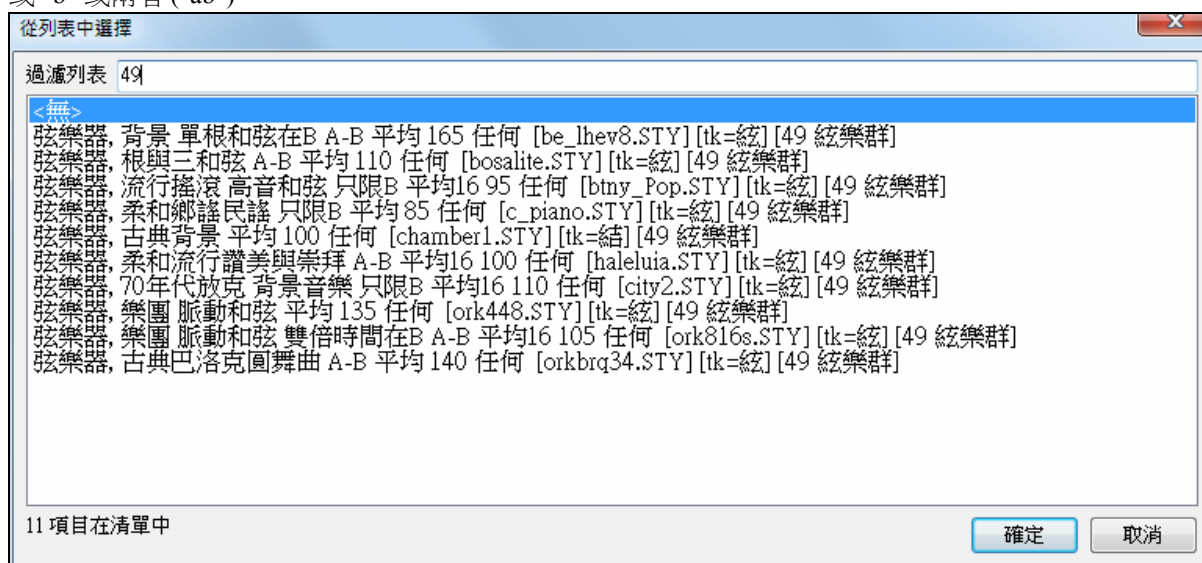 或 "b" 或兩者 ("ab")
從列表中選擇
過濾列表 49
<無>
弦樂器, 背景 單根和弦在B A-B 平均 165 任何 [be_lhev8.STY] [tk=絃] [49 絃樂群]
弦樂器, 根與三和弦 A-B 平均 110 任何 [bosalite.STY] [tk=絃] [49 絃樂群]
弦樂器, 流行搖滾 高音和弦 只限B 平均16 95 任何 [btny_Pop.STY] [tk=絃] [49 絃樂群]
弦樂器, 柔和鄉謠民謠 只限B 平均 85 任何 [c_piano.STY] [tk=絃] [49 絃樂群]
弦樂器, 古典背景 平均 100 任何 [chamber1.STY] [tk=結] [49 絃樂群]
弦樂器, 柔和流行讚美與崇拜 A-B 平均16 100 任何 [haleluia.STY] [tk=絃] [49 絃樂群]
弦樂器, 70年代放克 背景音樂 只限B 平均16 110 任何 [city2.STY] [tk=絃] [49 絃樂群]
弦樂器, 樂團 脈動和弦 平均 135 任何 [ork448.STY] [tk=絃] [49 絃樂群]
弦樂器, 樂團 脈動和弦 雙倍時間在B A-B 平均16 105 任何 [ork816s.STY] [tk=絃] [49 絃樂群]
弦樂器, 古典巴洛克圓舞曲 A-B 平均 140 任何 [orkbrq34.STY] [tk=絃] [49 絃樂群]
11 項目在清單中
確定
取消